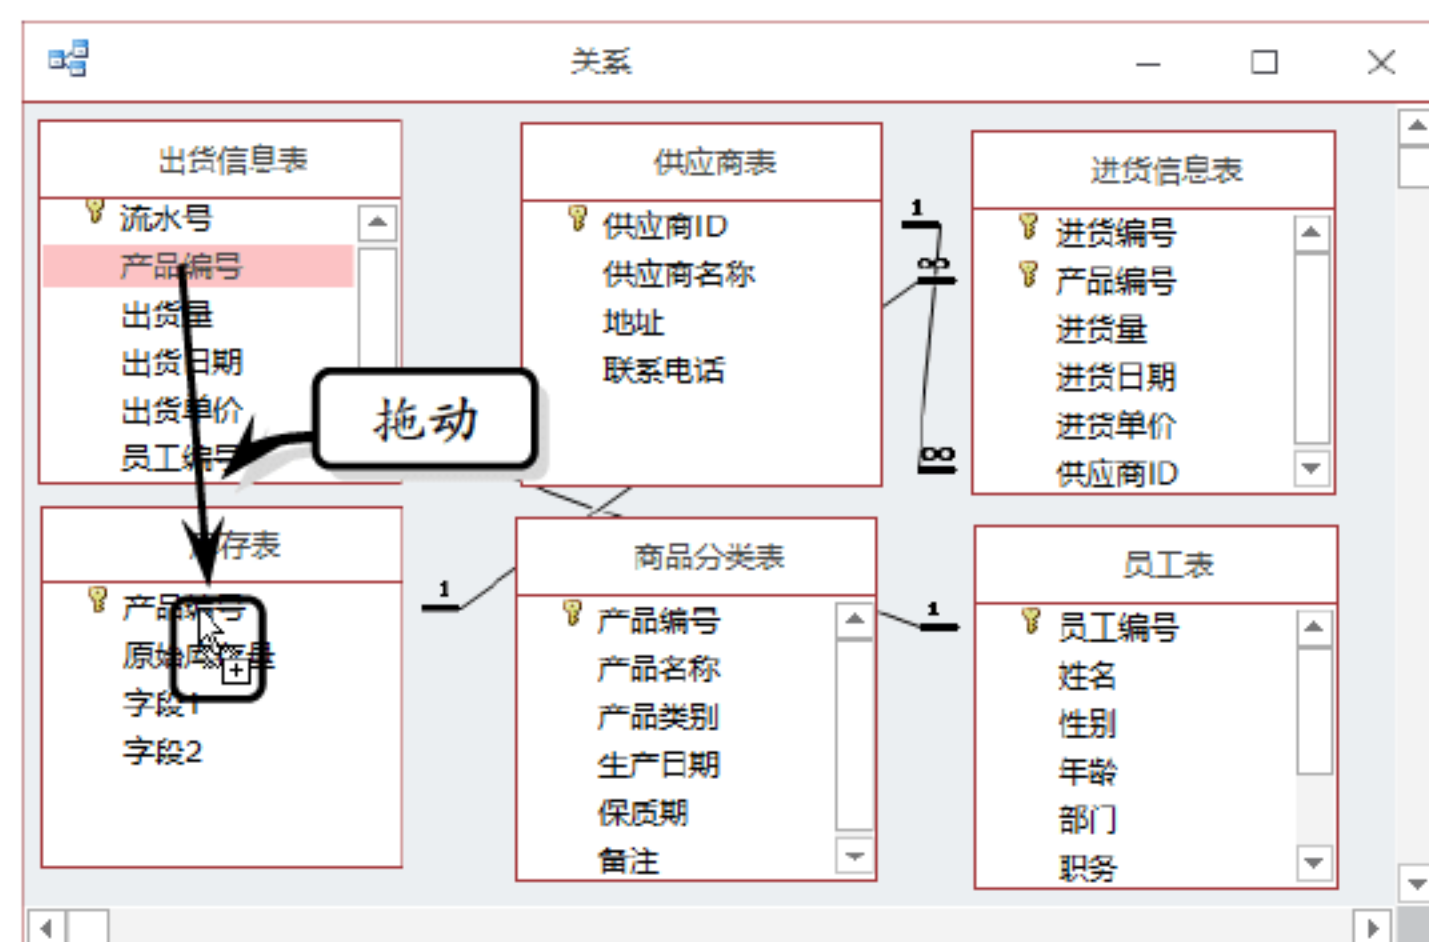 关系
出货信息表
流水号
产品编号
出货量
出货日期
出货单价
员工编号
供应商表
供应商ID
供应商名称
地址
联系电话
1
∞
∞
进货信息表
进货编号
产品编号
进货量
进货日期
进货单价
供应商ID
拖动
存表
产品编号
原始库存量
字段1
字段2
1
商品分类表
产品编号
产品名称
产品类别
生产日期
保质期
备注
1
员工表
员工编号
姓名
性别
年龄
部门
职务